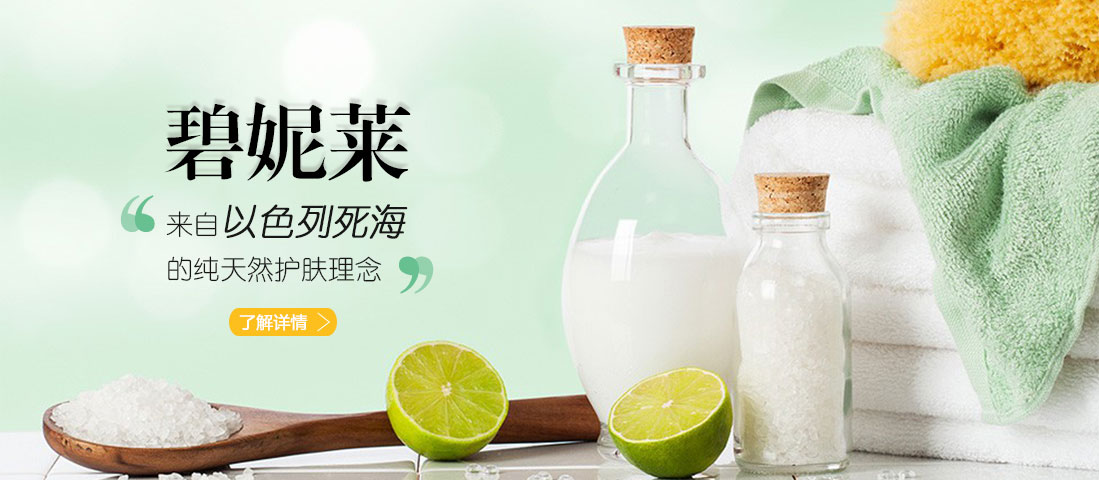 碧妮莱
来自以色列死海
的纯天然护肤理念
了解详情 >